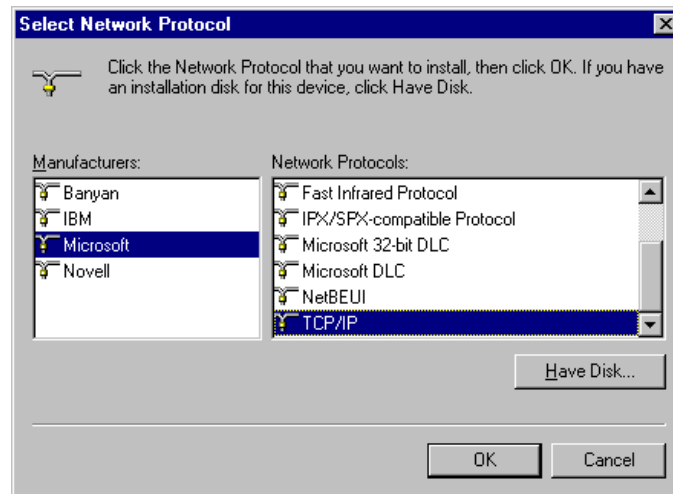 Select Network Protocol
Click the Network Protocol that you want to install, then click OK. If you have
an installation disk for this device, click Have Disk.
Manufacturers:
Banyan
IBM
Microsoft
Novell
Network Protocols:
Fast Infrared Protocol
IPX/SPX-compatible Protocol
Microsoft 32-bit DLC
Microsoft DLC
NetBEUI
TCP/IP
Have Disk...
OK
Cancel